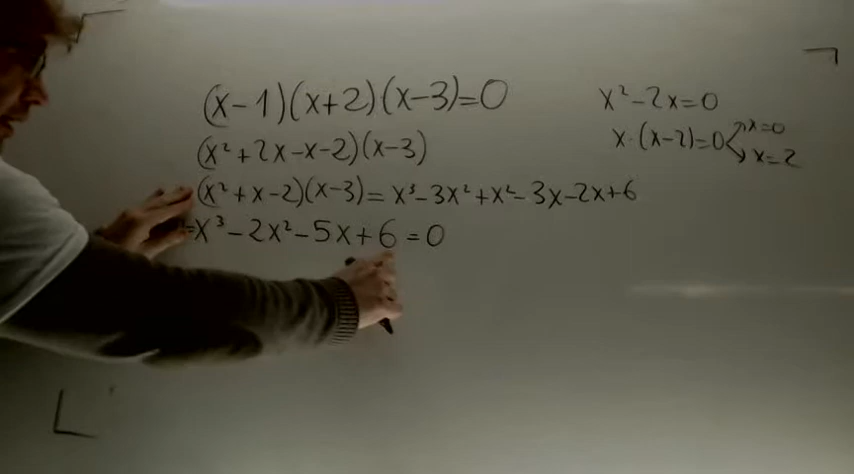 (x-1)(x+2)(x-3)=0
(x²+2x-x-2)(x-3)
(x²+x-2)(x-3)=x³-3x²+x²-3x-2x+6
=x³-2x²-5x+6=0
x²-2x=0
x·(x-2)=0
x=0
x=2